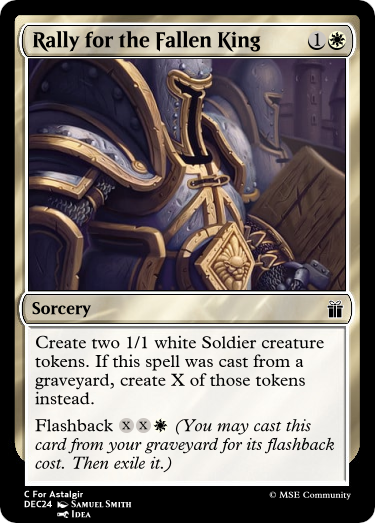 Rally for the Fallen King 1
Sorcery
Create two 1/1 white Soldier creature
tokens. If this spell was cast from a
graveyard, create X of those tokens
instead.
Flashback X X (You may cast this
card from your graveyard for its flashback
cost. Then exile it.)
C For Astalgir
DEC24 Samuel Smith
Idea
© MSE Community